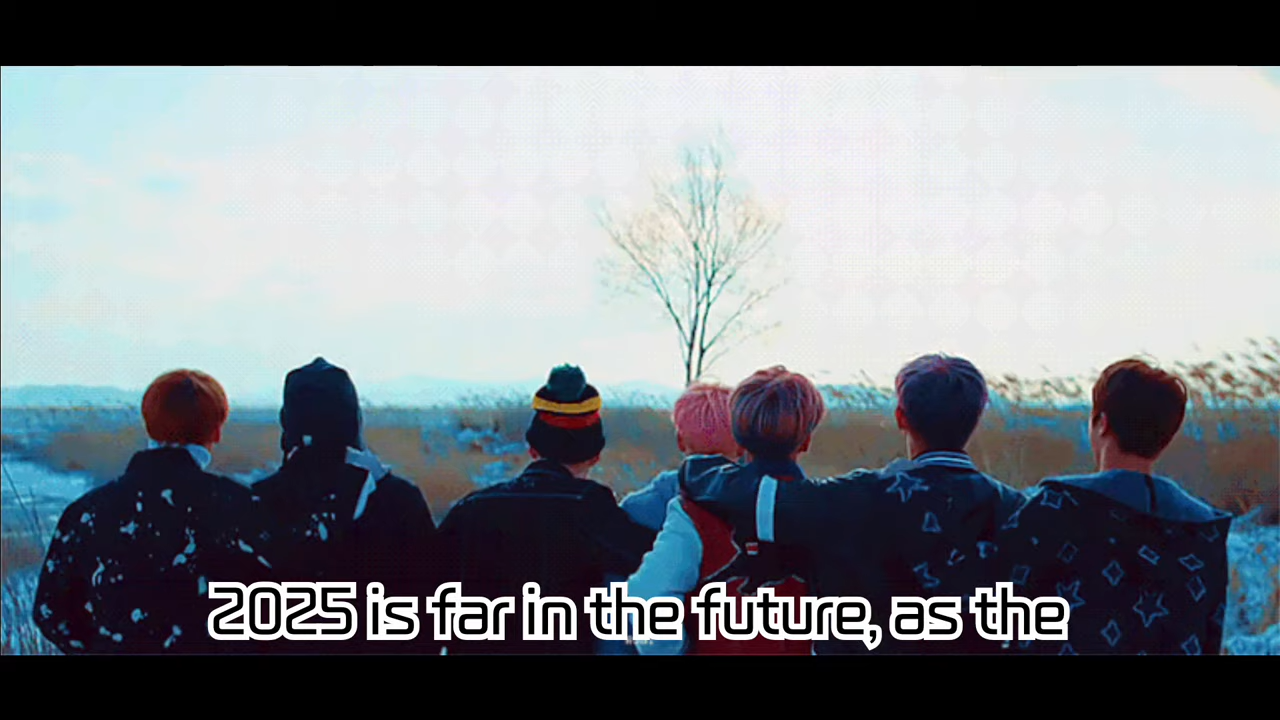 2025 is far in the future, as the